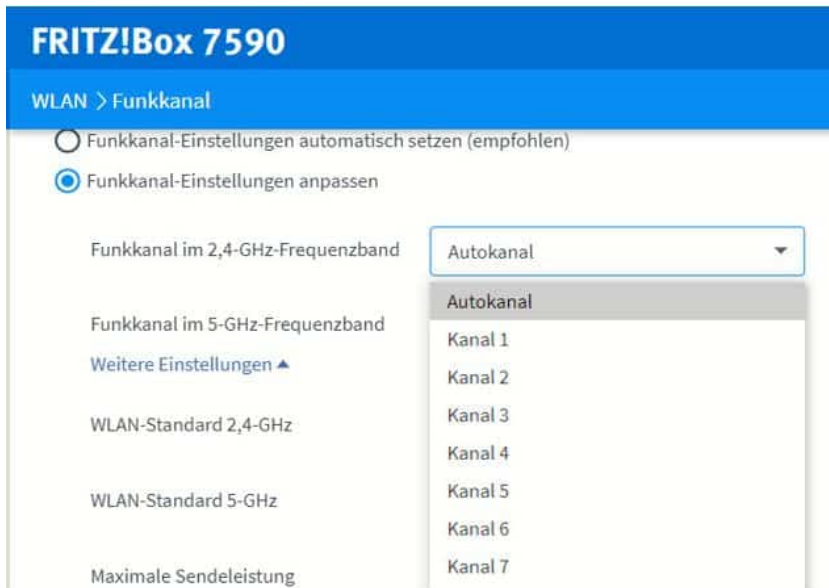 FRITZ!Box 7590
WLAN > Funkkanal
Funkkanal-Einstellungen automatisch setzen (empfohlen)
Funkkanal-Einstellungen anpassen
Funkkanal im 2,4-GHz-Frequenzband
Autokanal
Autokanal
Funkkanal im 5-GHz-Frequenzband
Kanal 1
Weitere Einstellungen
Kanal 2
Kanal 3
WLAN-Standard 2,4-GHz
Kanal 4
Kanal 5
WLAN-Standard 5-GHz
Kanal 6
Kanal 7
Maximale Sendeleistung